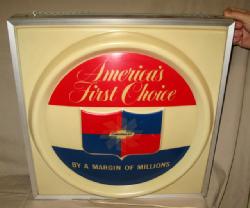 America's
First Choice
BY A MARGIN OF MILLIONS